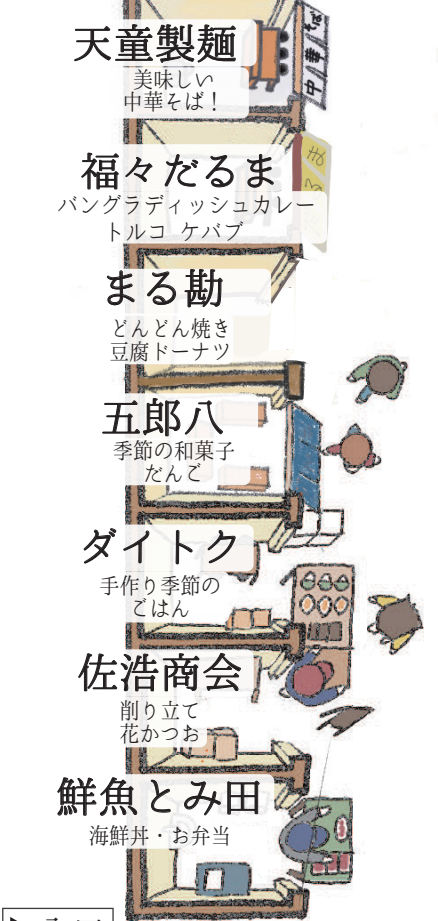 天童製麺
美味しい
中華そば！
中華そば
福々だるま
バングラディッシュカレー
トルコ ケバブ
まる勘
どんどん焼き
豆腐ドーナツ
五郎八
季節の和菓子
だんご
ダイトク
手作り季節の
ごはん
佐浩商会
削り立て
花かつお
鮮魚とみ田
海鮮丼・お弁当